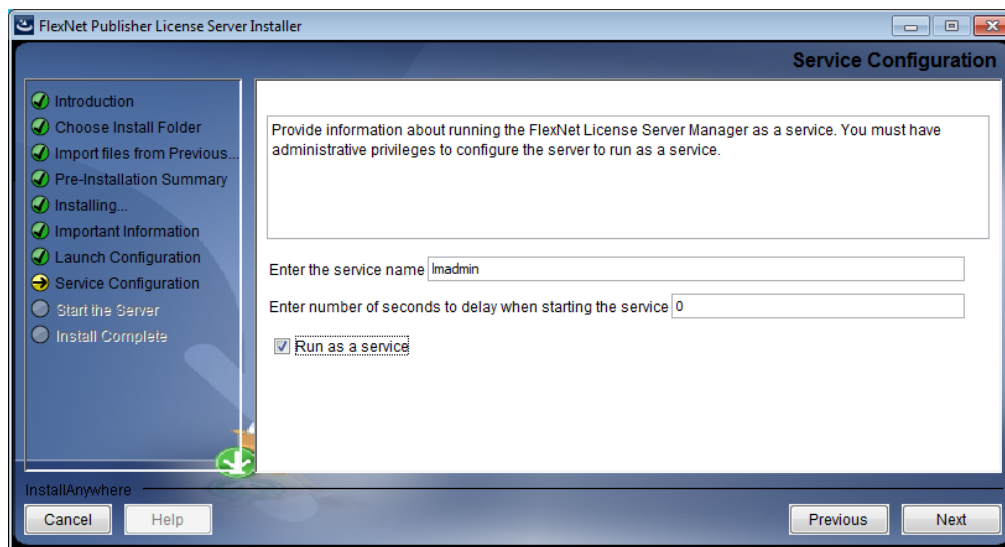 FlexNet Publisher License Server Installer
Service Configuration
Introduction
Choose Install Folder
Import files from Previous...
Pre-Installation Summary
Installing...
Important Information
Launch Configuration
Service Configuration
Start the Server
Install Complete
Provide information about running the FlexNet License Server Manager as a service. You must have
administrative privileges to configure the server to run as a service.
Enter the service name lmadmin
Enter number of seconds to delay when starting the service 0
Run as a service
InstallAnywhere
Cancel Help Previous Next